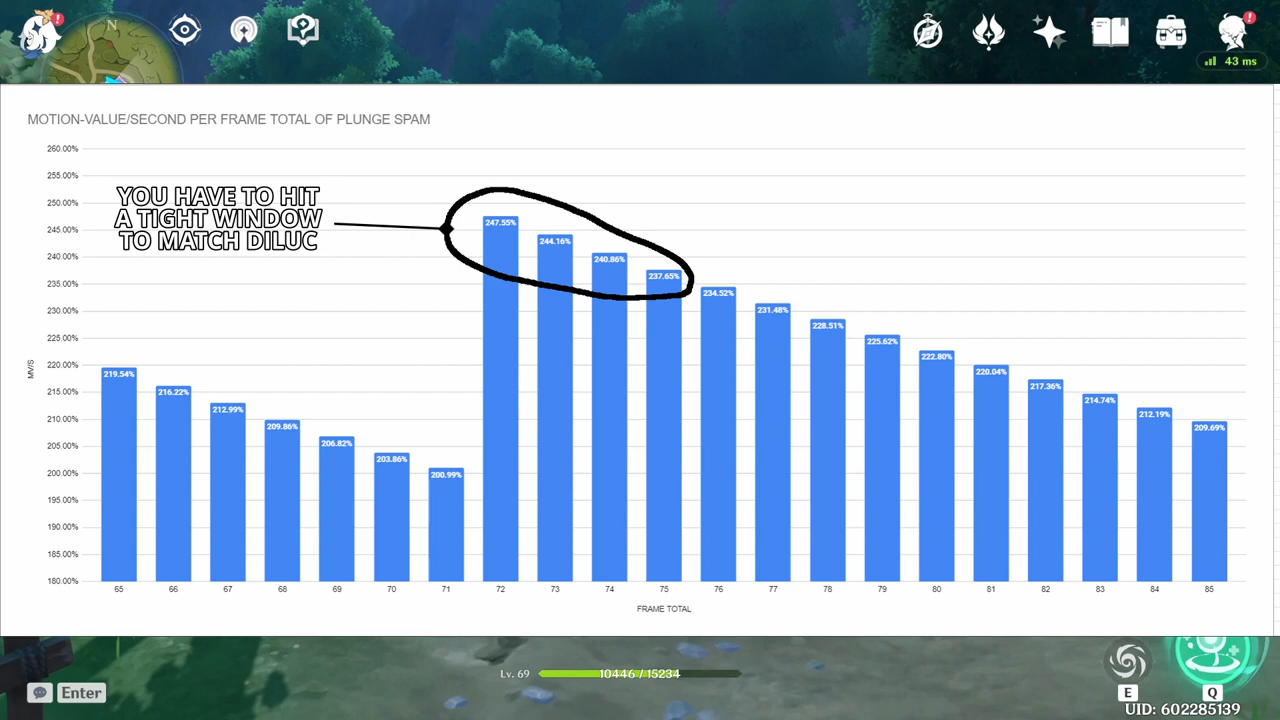 N
43 ms
MOTION-VALUE/SECOND PER FRAME TOTAL OF PLUNGE SPAM
260.00%
255.00%
250.00%
245.00%
240.00%
235.00%
230.00%
225.00%
220.00%
215.00%
210.00%
205.00%
200.00%
195.00%
190.00%
185.00%
180.00%
MV/S
YOU HAVE TO HIT
A TIGHT WINDOW
TO MATCH DILUC
219.54%
216.22%
212.99%
209.86%
206.82%
203.86%
200.99%
247.55%
244.16%
240.86%
237.65%
234.52%
231.48%
228.51%
225.62%
222.80%
220.04%
217.36%
214.74%
212.19%
209.69%
65 66 67 68 69 70 71 72 73 74 75 76 77 78 79 80 81 82 83 84 85
FRAME TOTAL
Lv. 69 10446 / 15234
Enter
E Q
UID: 602285139